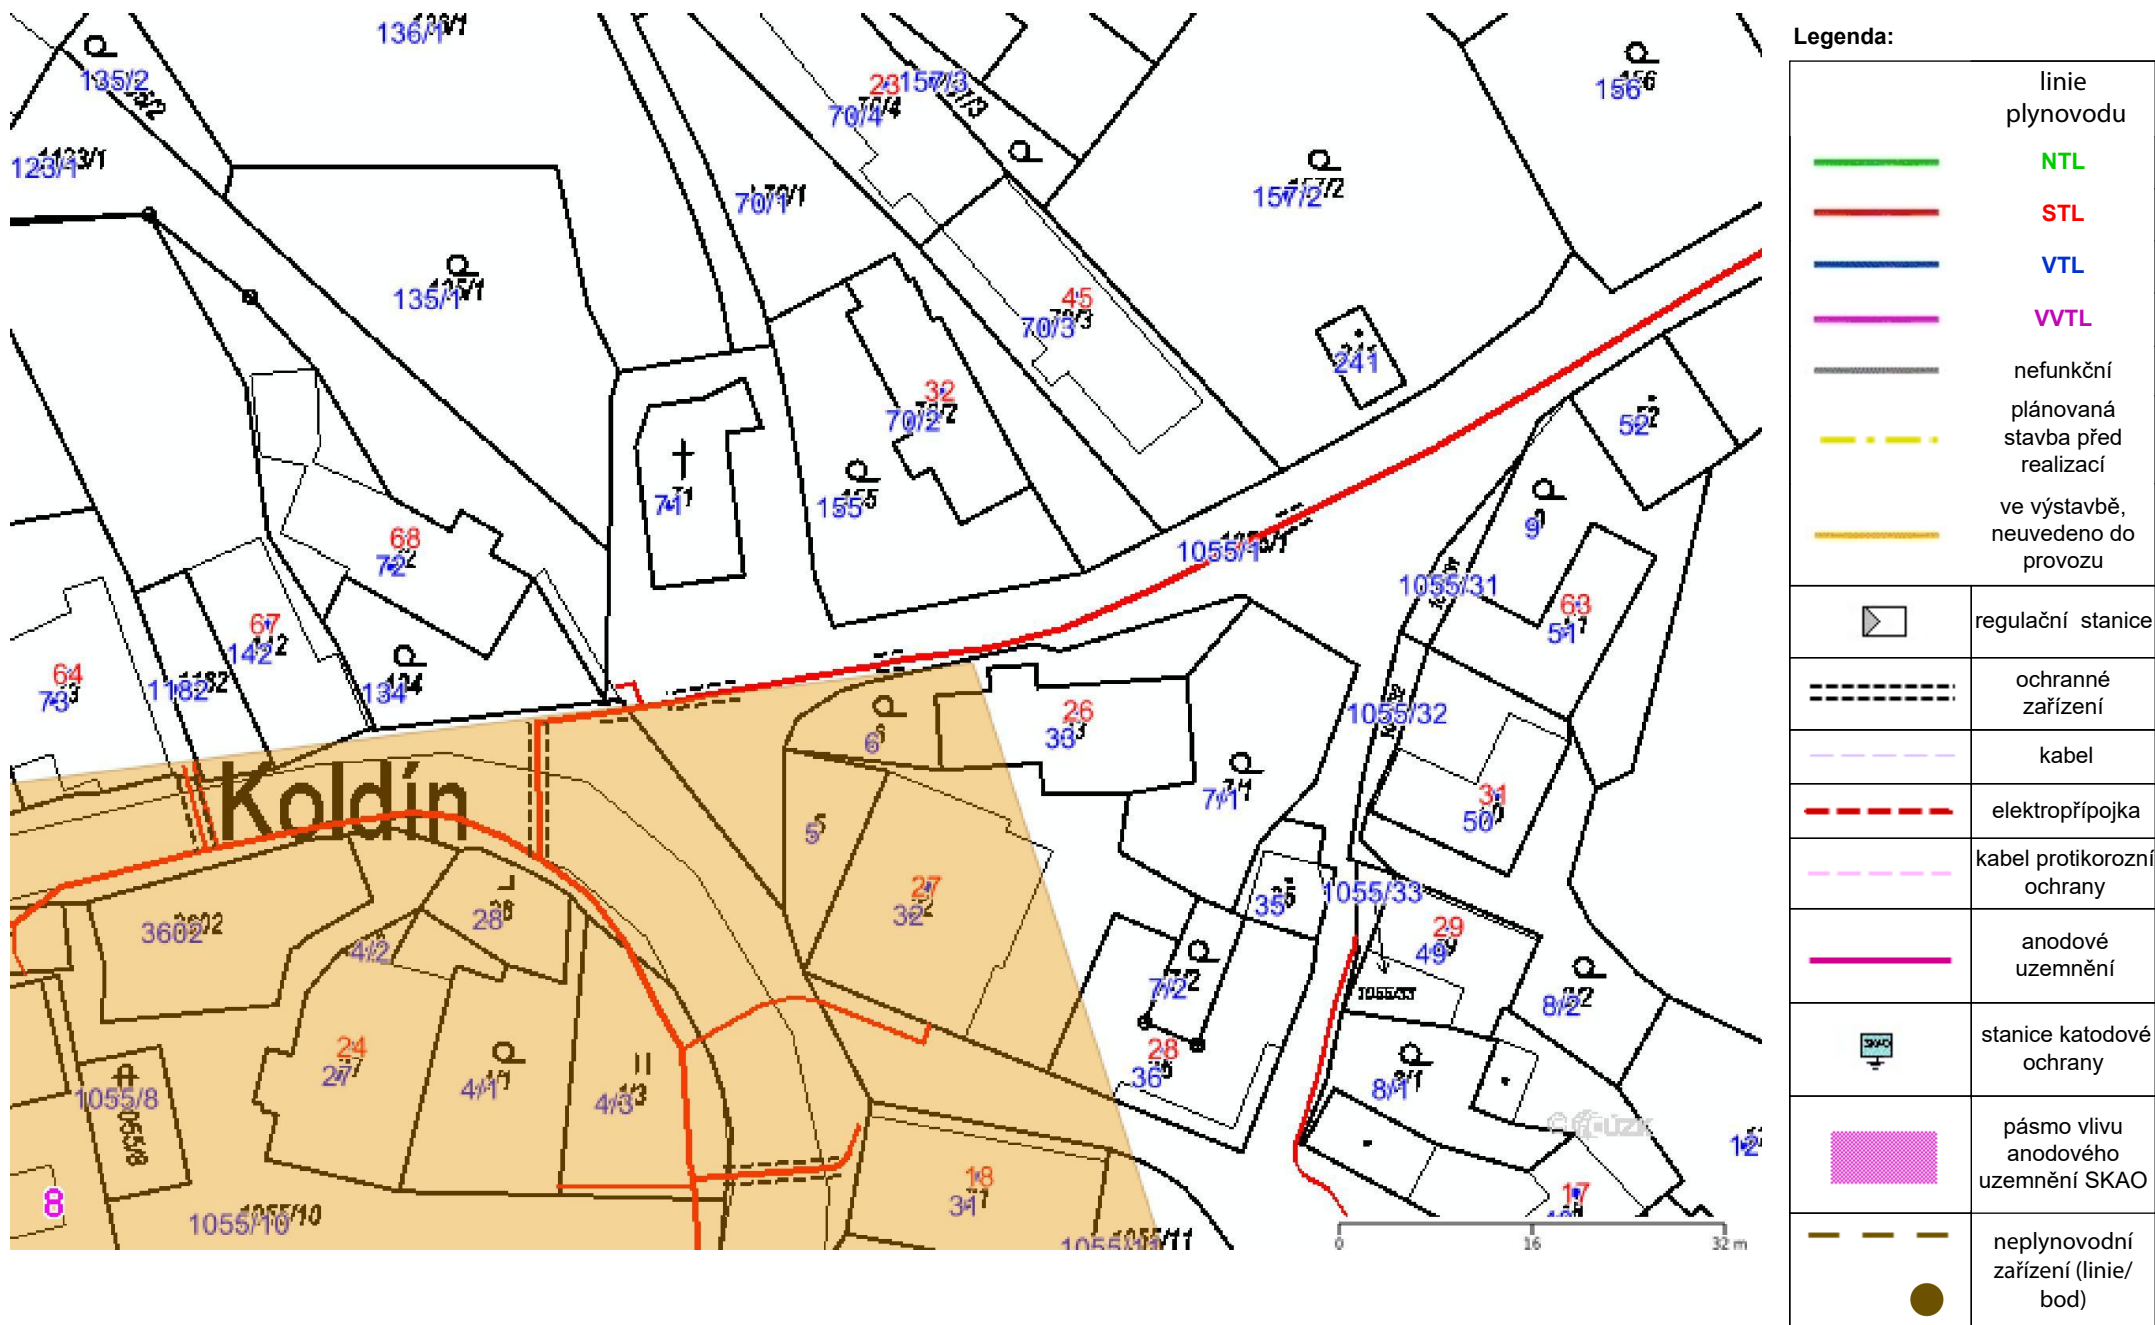 136/1
135/2
23
157/3
70/4
156
123/1
70/1
157/2
135/1
45
70/3
241
32
70/2
52
71
155
9
68
72
1055/1
1055/31
63
51
67
142
64
73
1182
134
26
33
6
1055/32
7/1
31
50
Koldín
5
27
32
35
1055/33
29
49
1055/33
3602
28
4/2
7/2
8/2
24
27
4/1
4/3
28
36
8/1
1055/8
1055/8
12
18
31
17
8
1055/10
1055/11
0
16
32 m
Legenda:
linie
plynovodu
NTL
STL
VTL
VVTL
nefunkční
plánovaná
stavba před
realizací
ve výstavbě,
neuvedeno do
provozu
regulační stanice
ochranné
zařízení
kabel
elektropřípojka
kabel protikorozní
ochrany
anodové
uzemnění
SKAO
stanice katodové
ochrany
pásmo vlivu
anodového
uzemnění SKAO
neplynovodní
zařízení (linie/
bod)